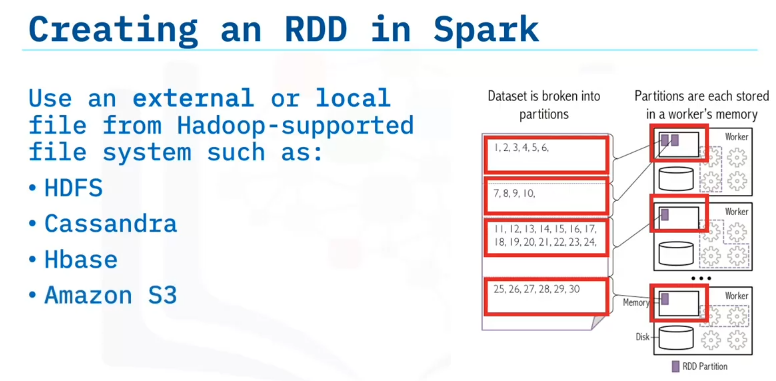 Creating an RDD in Spark
Use an external or local
file from Hadoop-supported
file system such as:
• HDFS
• Cassandra
• Hbase
• Amazon S3
Dataset is broken into
partitions
1, 2, 3, 4, 5, 6,
7, 8, 9, 10,
11, 12, 13, 14, 15, 16, 17,
18, 19, 20, 21, 22, 23, 24,
25, 26, 27, 28, 29, 30
Partitions are each stored
in a worker's memory
Worker
Worker
Worker
Memory
Disk
RDD Partition